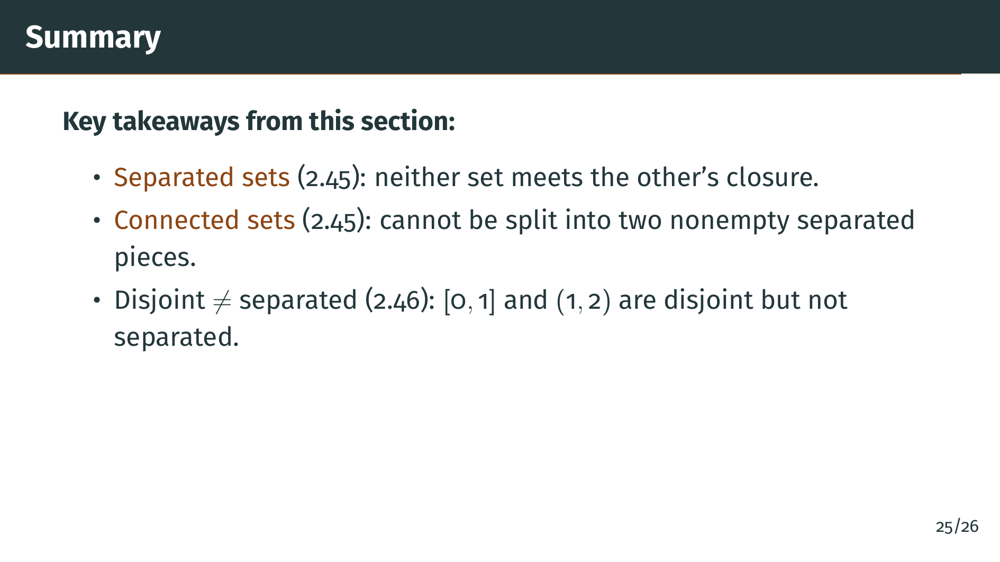 Summary
Key takeaways from this section:
• Separated sets (2.45): neither set meets the other’s closure.
• Connected sets (2.45): cannot be split into two nonempty separated
pieces.
• Disjoint ≠ separated (2.46): [0, 1] and (1, 2) are disjoint but not
separated.
25/26